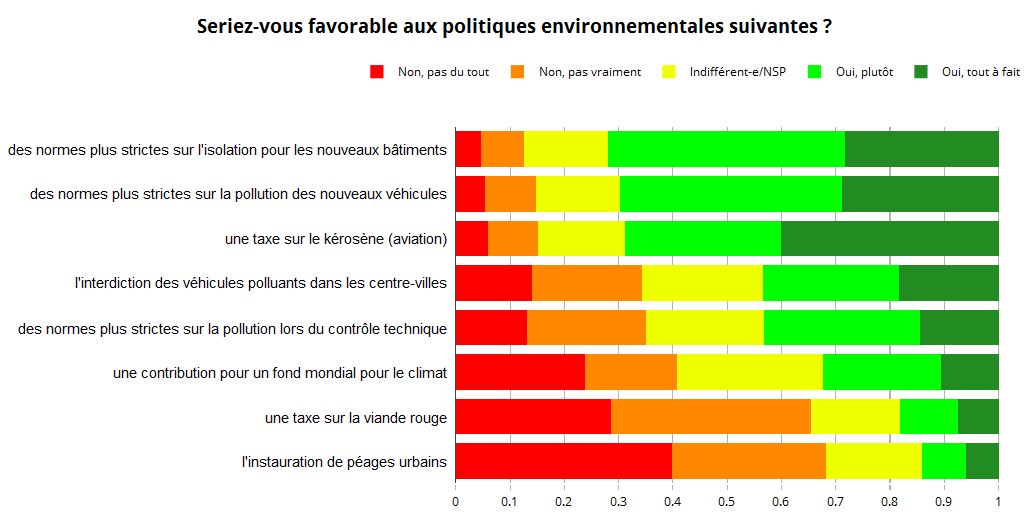 Seriez-vous favorable aux politiques environnementales suivantes ?
Non, pas du tout Non, pas vraiment Indifférent-e/NSP Oui, plutôt Oui, tout à fait
des normes plus strictes sur l'isolation pour les nouveaux bâtiments
des normes plus strictes sur la pollution des nouveaux véhicules
une taxe sur le kérosène (aviation)
l'interdiction des véhicules polluants dans les centre-villes
des normes plus strictes sur la pollution lors du contrôle technique
une contribution pour un fond mondial pour le climat
une taxe sur la viande rouge
l'instauration de péages urbains
0 0.1 0.2 0.3 0.4 0.5 0.6 0.7 0.8 0.9 1